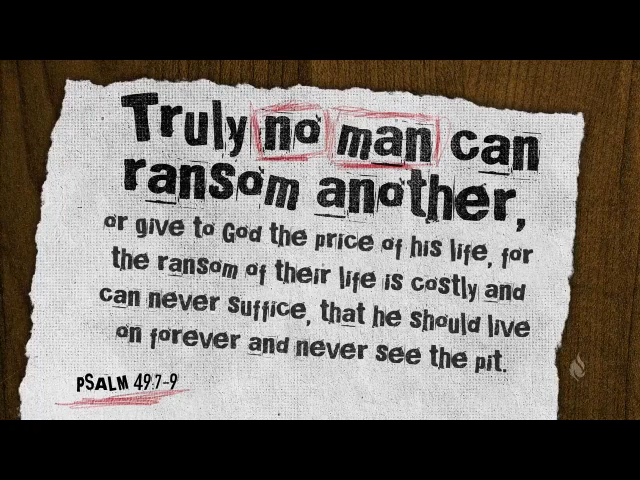 Truly no man can
ransom another,
or give to God the price of his life, for
the ransom of their life is costly and
can never suffice, that he should live
on forever and never see the pit.
PSALM 49:7-9